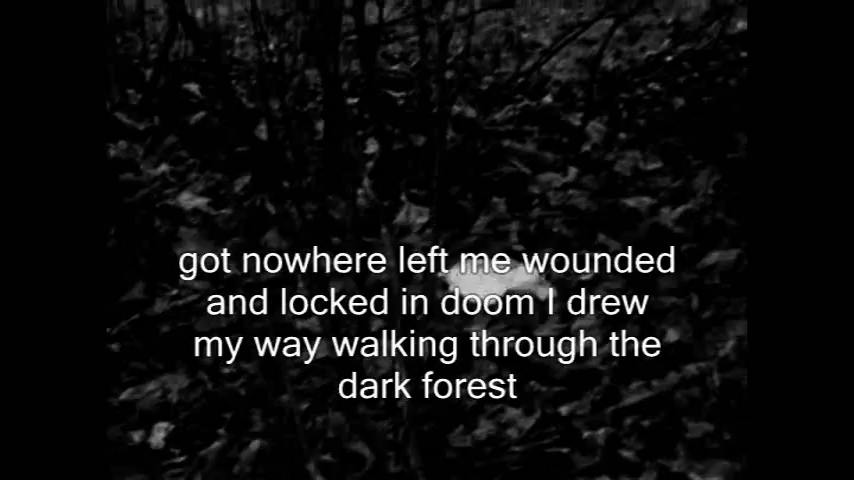 got nowhere left me wounded
and locked in doom I drew
my way walking through the
dark forest